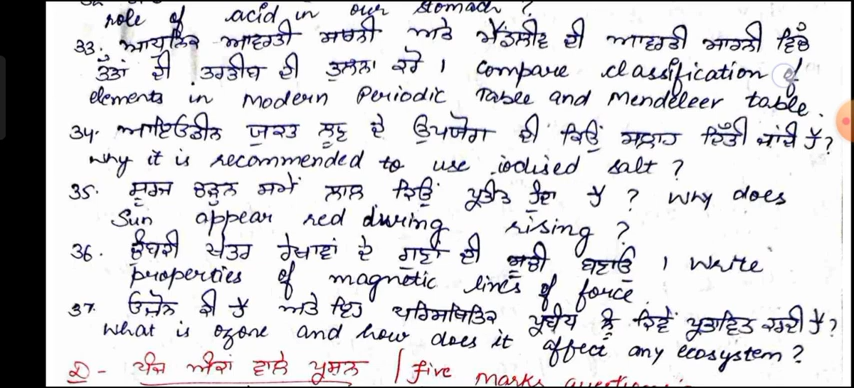 role of acid in our stomach?
33. ਆਧੁਨਿਕ ਆਵਰਤੀ ਸਾਰਨੀ ਅਤੇ ਮੈਂਡਲੀਵ ਦੀ ਆਵਰਤੀ ਸਾਰਨੀ ਵਿੱਚ
ਤੱਤਾਂ ਦੀ ਤਰਤੀਬ ਦੀ ਤੁਲਨਾ ਕਰੋ । compare classification of
elements in modern Periodic Table and Mendeleer table.
34. ਆਇਓਡੀਨ ਯੁਕਤ ਲੂਣ ਦੇ ਉਪਯੋਗ ਦੀ ਕਿਉਂ ਸਲਾਹ ਦਿੱਤੀ ਜਾਂਦੀ ਹੈ?
why it is recommended to use iodised salt?
35. ਸੂਰਜ ਚੜ੍ਹਨ ਸਮੇਂ ਲਾਲ ਕਿਉਂ ਪ੍ਰਤੀਤ ਹੁੰਦਾ ਹੈ ? why does
Sun appear red during rising?
36. ਚੁੰਬਕੀ ਖੇਤਰ ਰੇਖਾਵਾਂ ਦੇ ਗੁਣਾਂ ਦੀ ਸੂਚੀ ਬਣਾਓ । write
properties of magnetic lines of force.
37. ਓਜ਼ੋਨ ਕੀ ਹੈ ਅਤੇ ਇਹ ਪਰਿਸਥਿਤਿਕ ਪ੍ਰਬੰਧ ਨੂੰ ਕਿਵੇਂ ਪ੍ਰਭਾਵਿਤ ਕਰਦੀ ਹੈ?
what is ozone and how does it affect any ecosystem?
ਪੰਜ ਅੰਕਾਂ ਵਾਲੇ ਪ੍ਰਸ਼ਨ / five marks